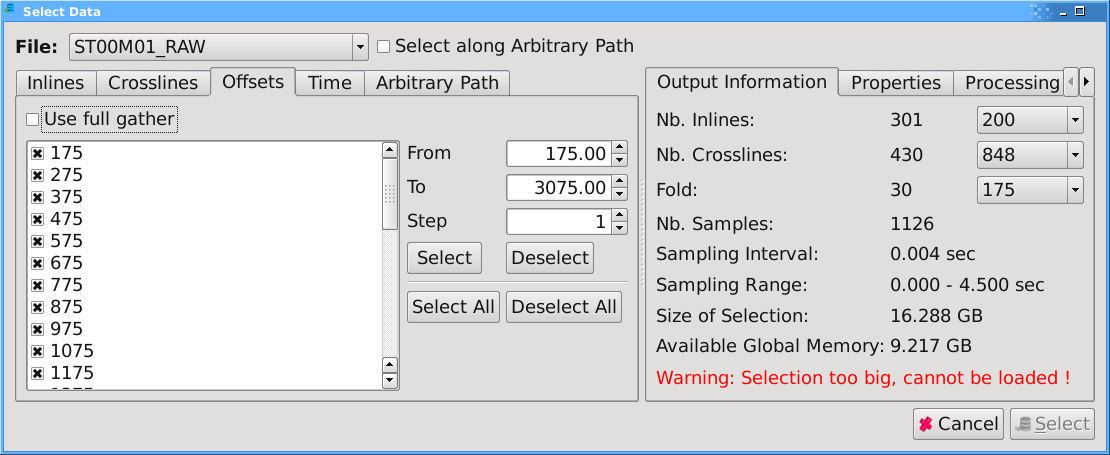 Select Data
File: ST00M01_RAW Select along Arbitrary Path
Inlines Crosslines Offsets Time Arbitrary Path
Use full gather
175
275
375
475
575
675
775
875
975
1075
1175
From 175.00
To 3075.00
Step 1
Select Deselect
Select All Deselect All
Output Information Properties Processing
Nb. Inlines: 301 200
Nb. Crosslines: 430 848
Fold: 30 175
Nb. Samples: 1126
Sampling Interval: 0.004 sec
Sampling Range: 0.000 - 4.500 sec
Size of Selection: 16.288 GB
Available Global Memory: 9.217 GB
Warning: Selection too big, cannot be loaded !
Cancel Select